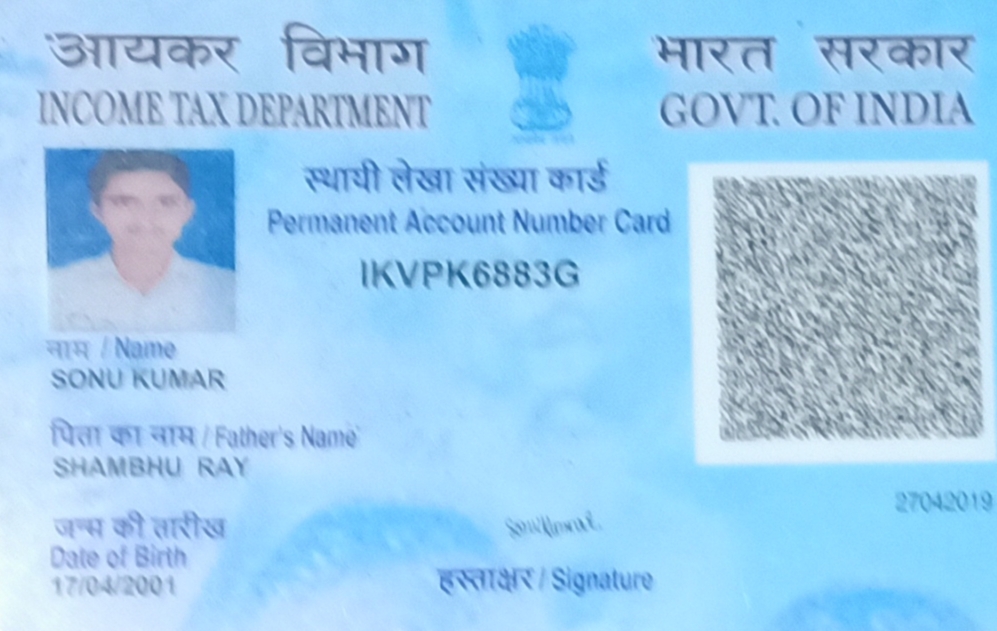 आयकर विभाग
INCOME TAX DEPARTMENT
भारत सरकार
GOVT. OF INDIA
स्थायी लेखा संख्या कार्ड
Permanent Account Number Card
IKVPK6883G
नाम / Name
SONU KUMAR
पिता का नाम / Father's Name
SHAMBHU RAY
27042019
जन्म की तारीख
Date of Birth
17/04/2001
हस्ताक्षर / Signature